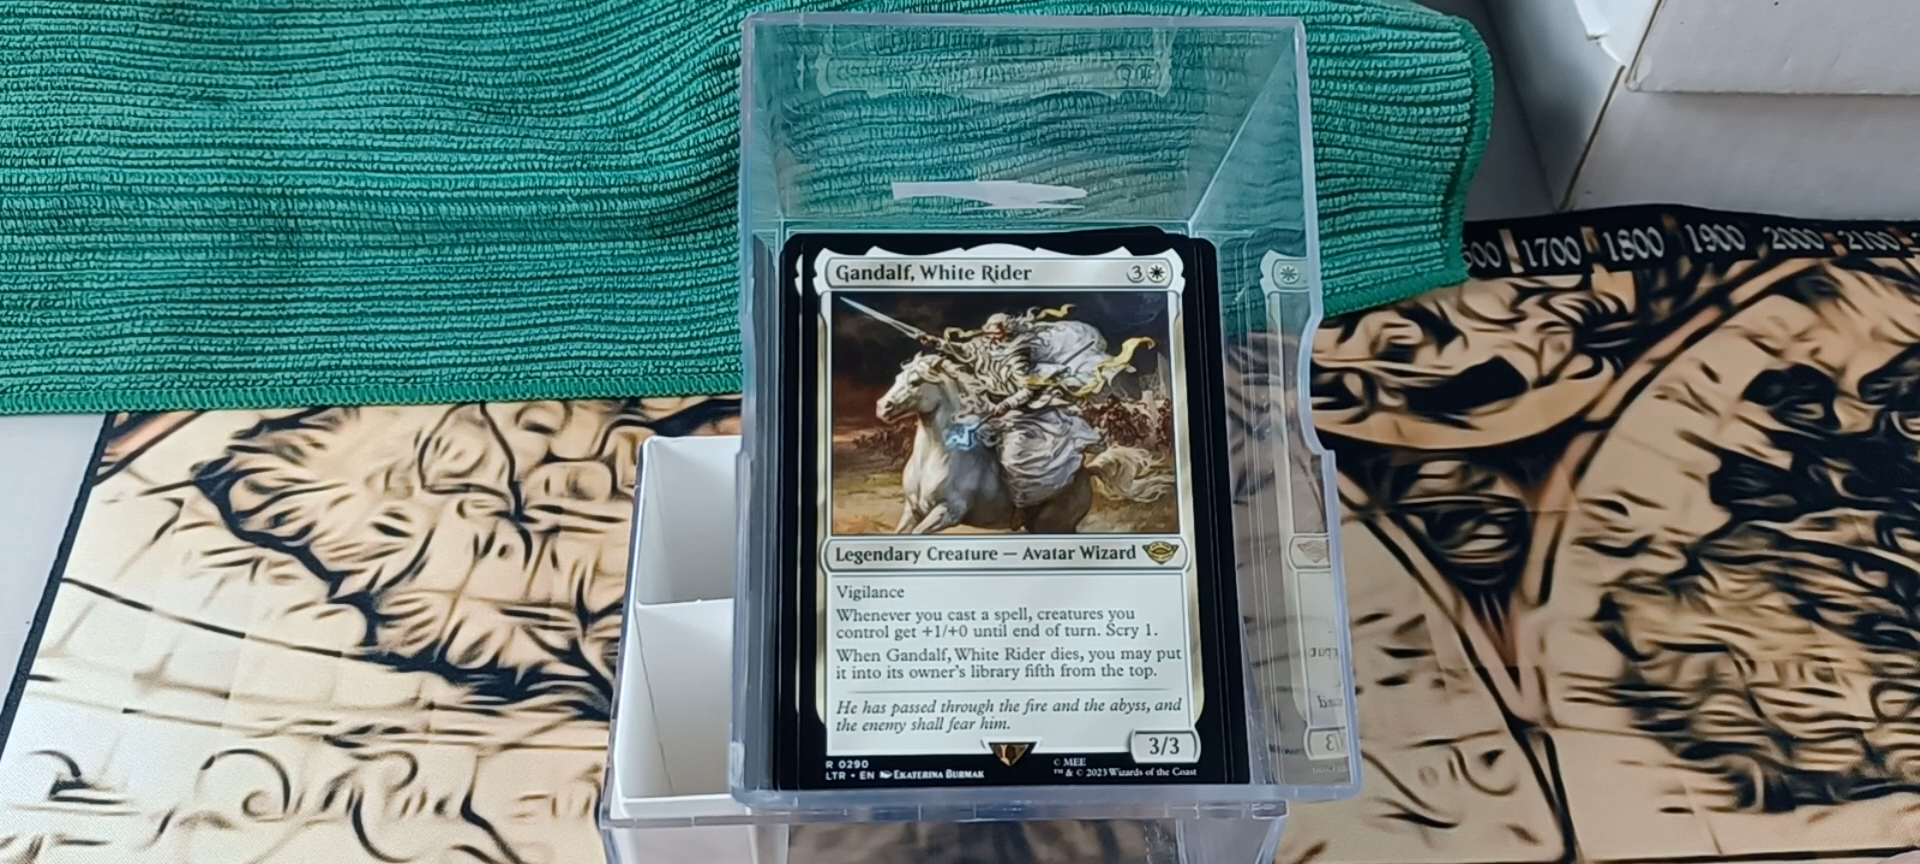 1700 1800 1900 2000 2100
Gandalf, White Rider 3
Legendary Creature — Avatar Wizard
Vigilance
Whenever you cast a spell, creatures you
control get +1/+0 until end of turn. Scry 1.
When Gandalf, White Rider dies, you may put
it into its owner's library fifth from the top.
He has passed through the fire and the abyss, and
the enemy shall fear him.
3/3
R 0290
LTR • EN EKATERINA BURMAK
© MEE
™ & © 2023 Wizards of the Coast